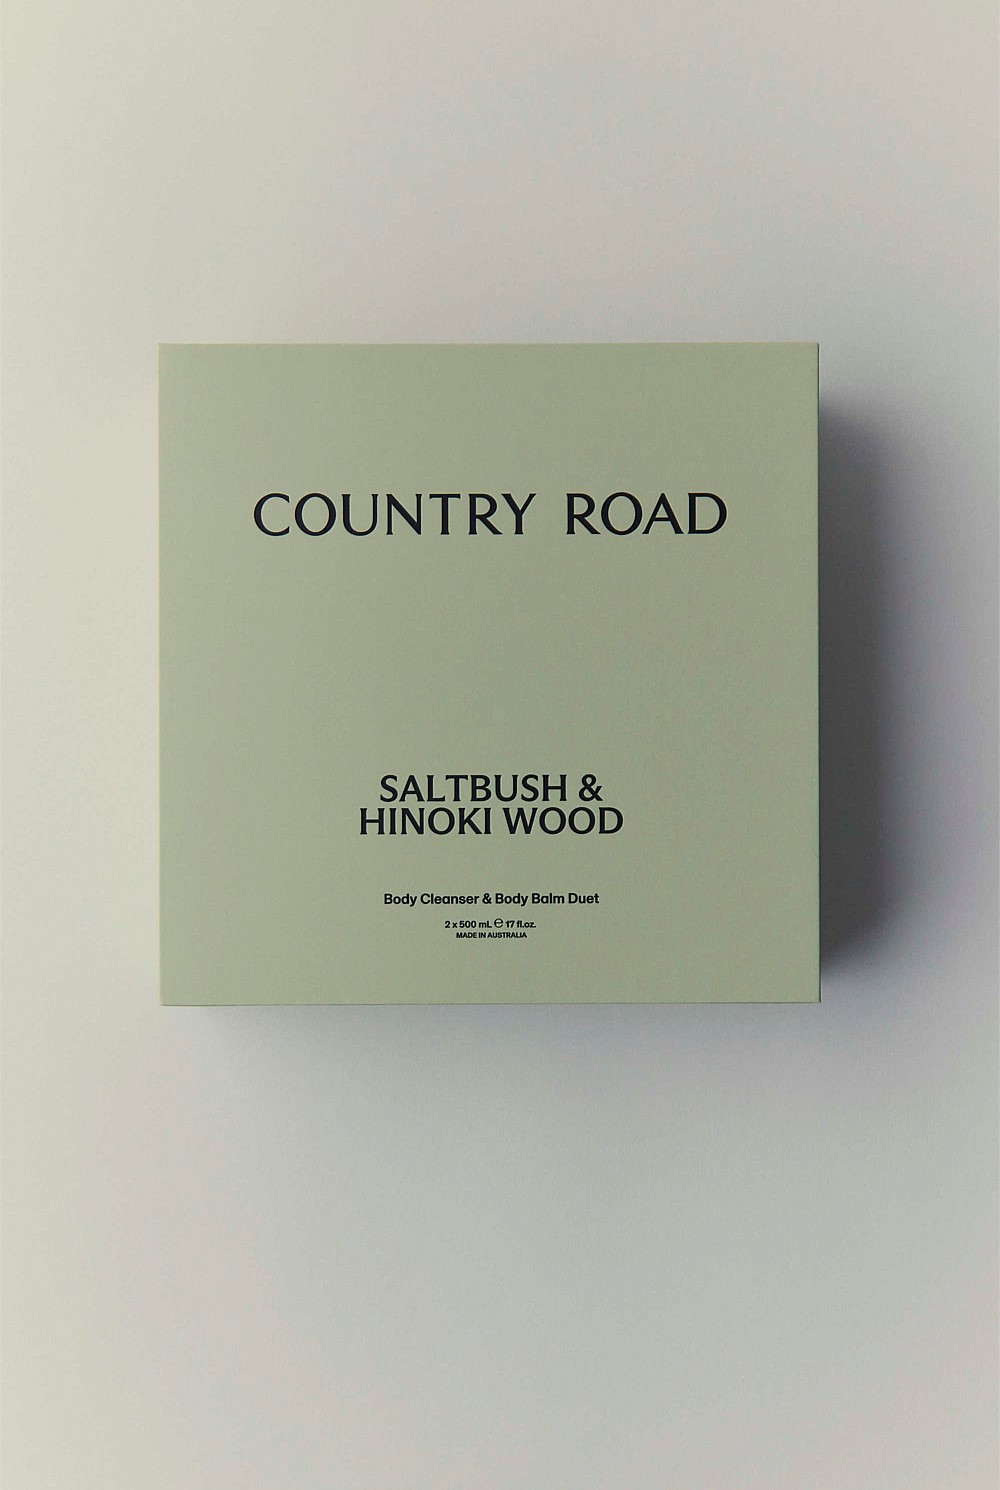 COUNTRY ROAD
SALTBUSH &
HINOKI WOOD
Body Cleanser & Body Balm Duet
2 x 500 mL ℮ 17 fl.oz.
MADE IN AUSTRALIA